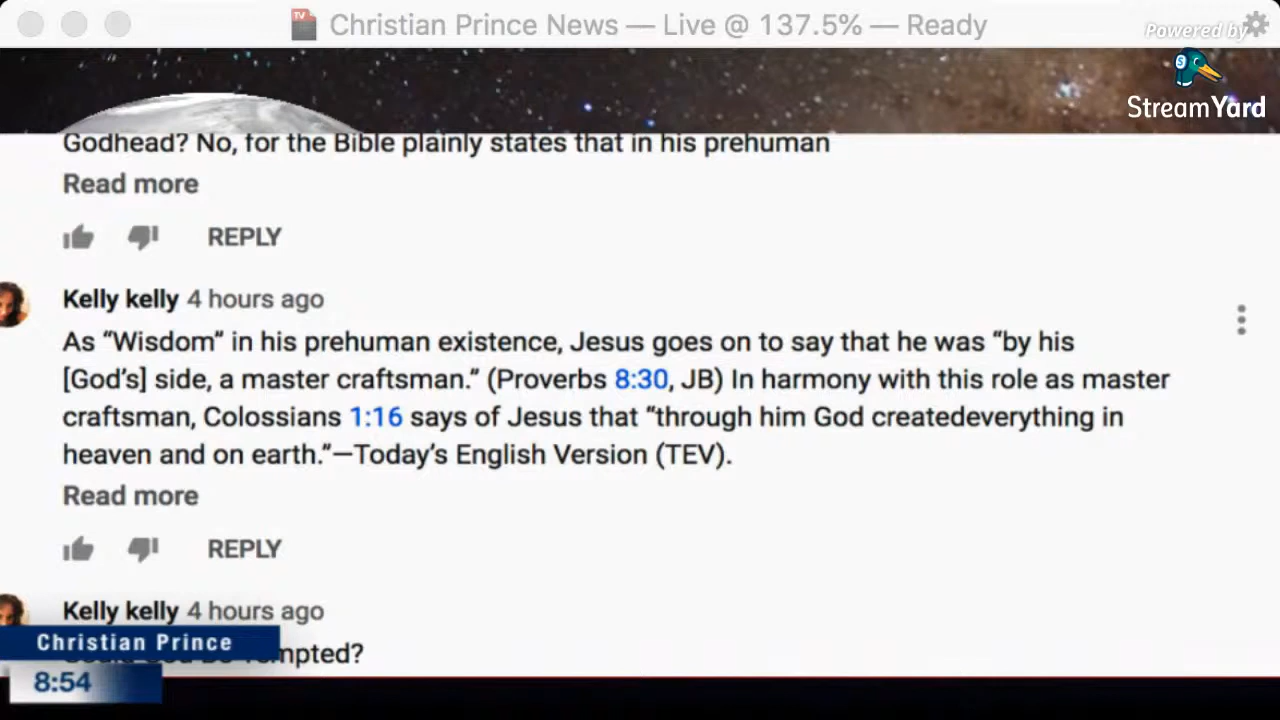 TV
Christian Prince News — Live @ 137.5% — Ready
Powered by
StreamYard
Godhead? No, for the Bible plainly states that in his prehuman
Read more
REPLY
Kelly kelly 4 hours ago
As “Wisdom” in his prehuman existence, Jesus goes on to say that he was “by his
[God’s] side, a master craftsman.” (Proverbs 8:30, JB) In harmony with this role as master
craftsman, Colossians 1:16 says of Jesus that “through him God createdeverything in
heaven and on earth.”—Today’s English Version (TEV).
Read more
REPLY
Kelly kelly 4 hours ago
Christian Prince
mpted?
8:54